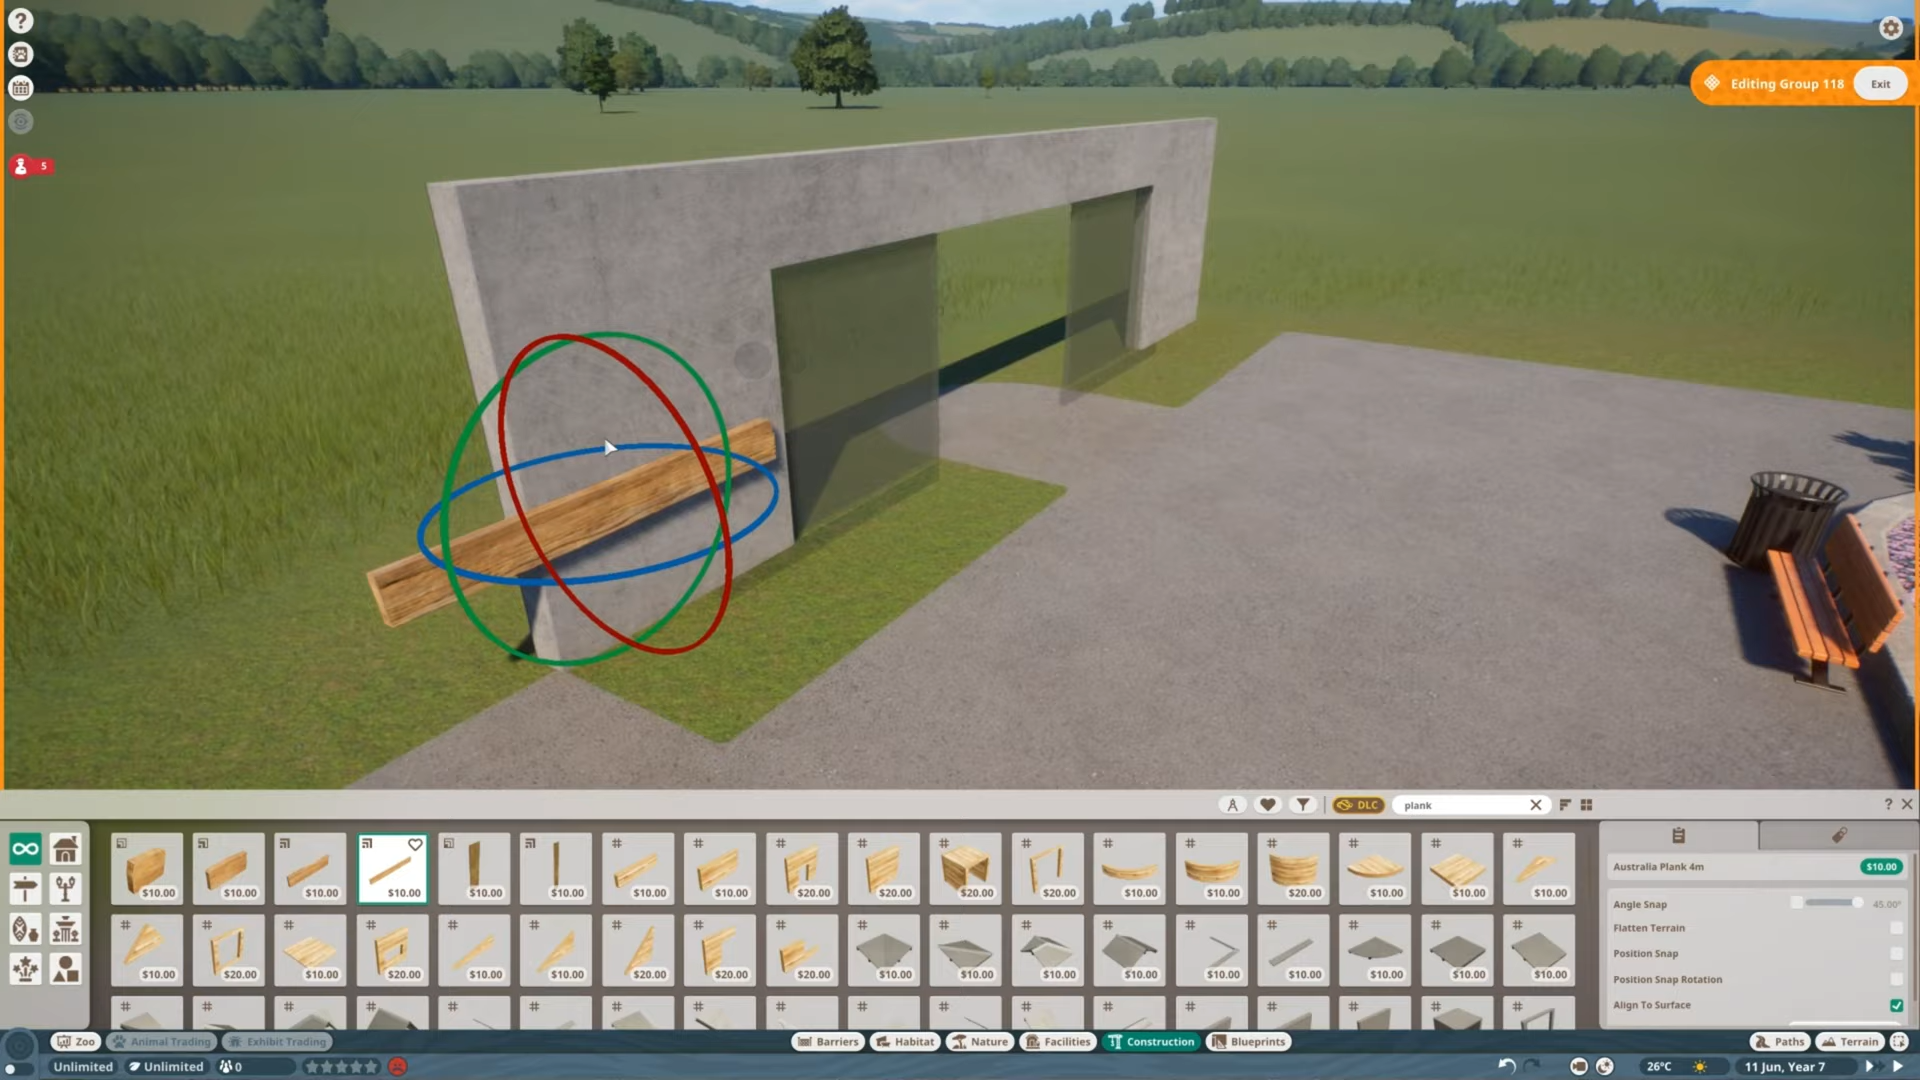 ?
Editing Group 118 Exit
5
DLC plank ?
$10.00 $10.00 $10.00 $10.00 $10.00 $10.00 $10.00 $10.00 $20.00 $20.00 $20.00 $20.00 $10.00 $10.00 $20.00 $10.00 $10.00 $10.00
$10.00 $20.00 $10.00 $20.00 $10.00 $10.00 $20.00 $20.00 $20.00 $10.00 $10.00 $10.00 $10.00 $10.00 $10.00 $10.00 $10.00 $10.00
Australia Plank 4m $10.00
Angle Snap 45.00°
Flatten Terrain
Position Snap
Position Snap Rotation
Align To Surface
Zoo Animal Trading Exhibit Trading Barriers Habitat Nature Facilities Construction Blueprints Paths Terrain
Unlimited Unlimited 0 26°C 11 Jun, Year 7